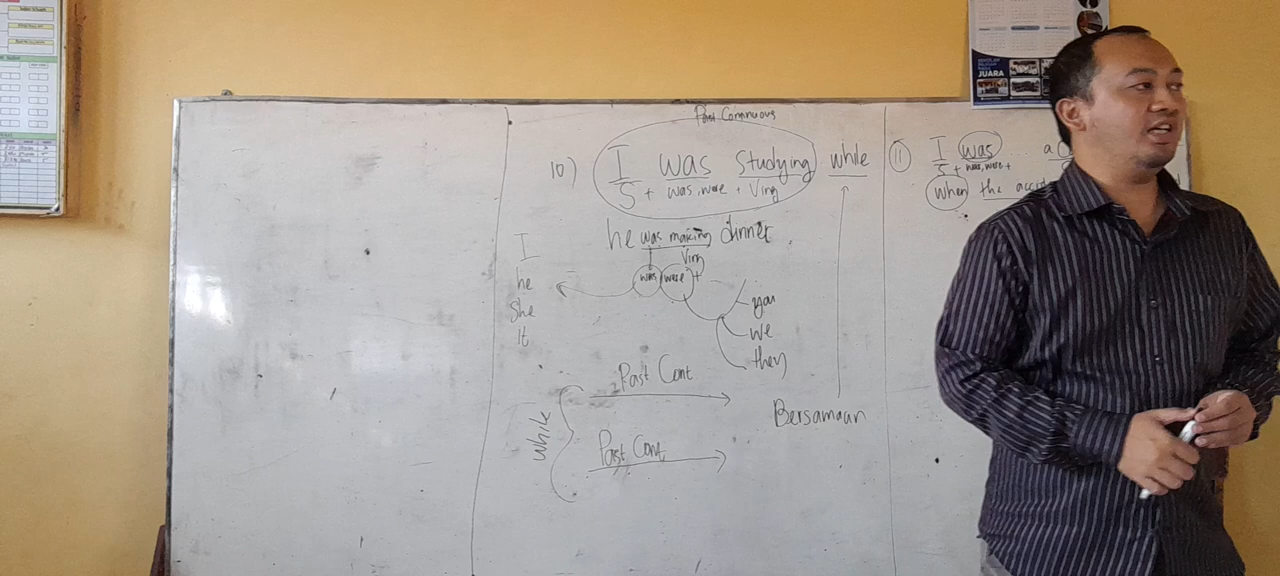 JUARA
Past Continuous
10) I was Studying while
S + was, were + Ving
he was making dinner
Ving
was were +
I
he
She
It
you
we
they
while
Past Cont
Past Cont
Bersamaan
11 I was ... a
S + was, were +
when the accid